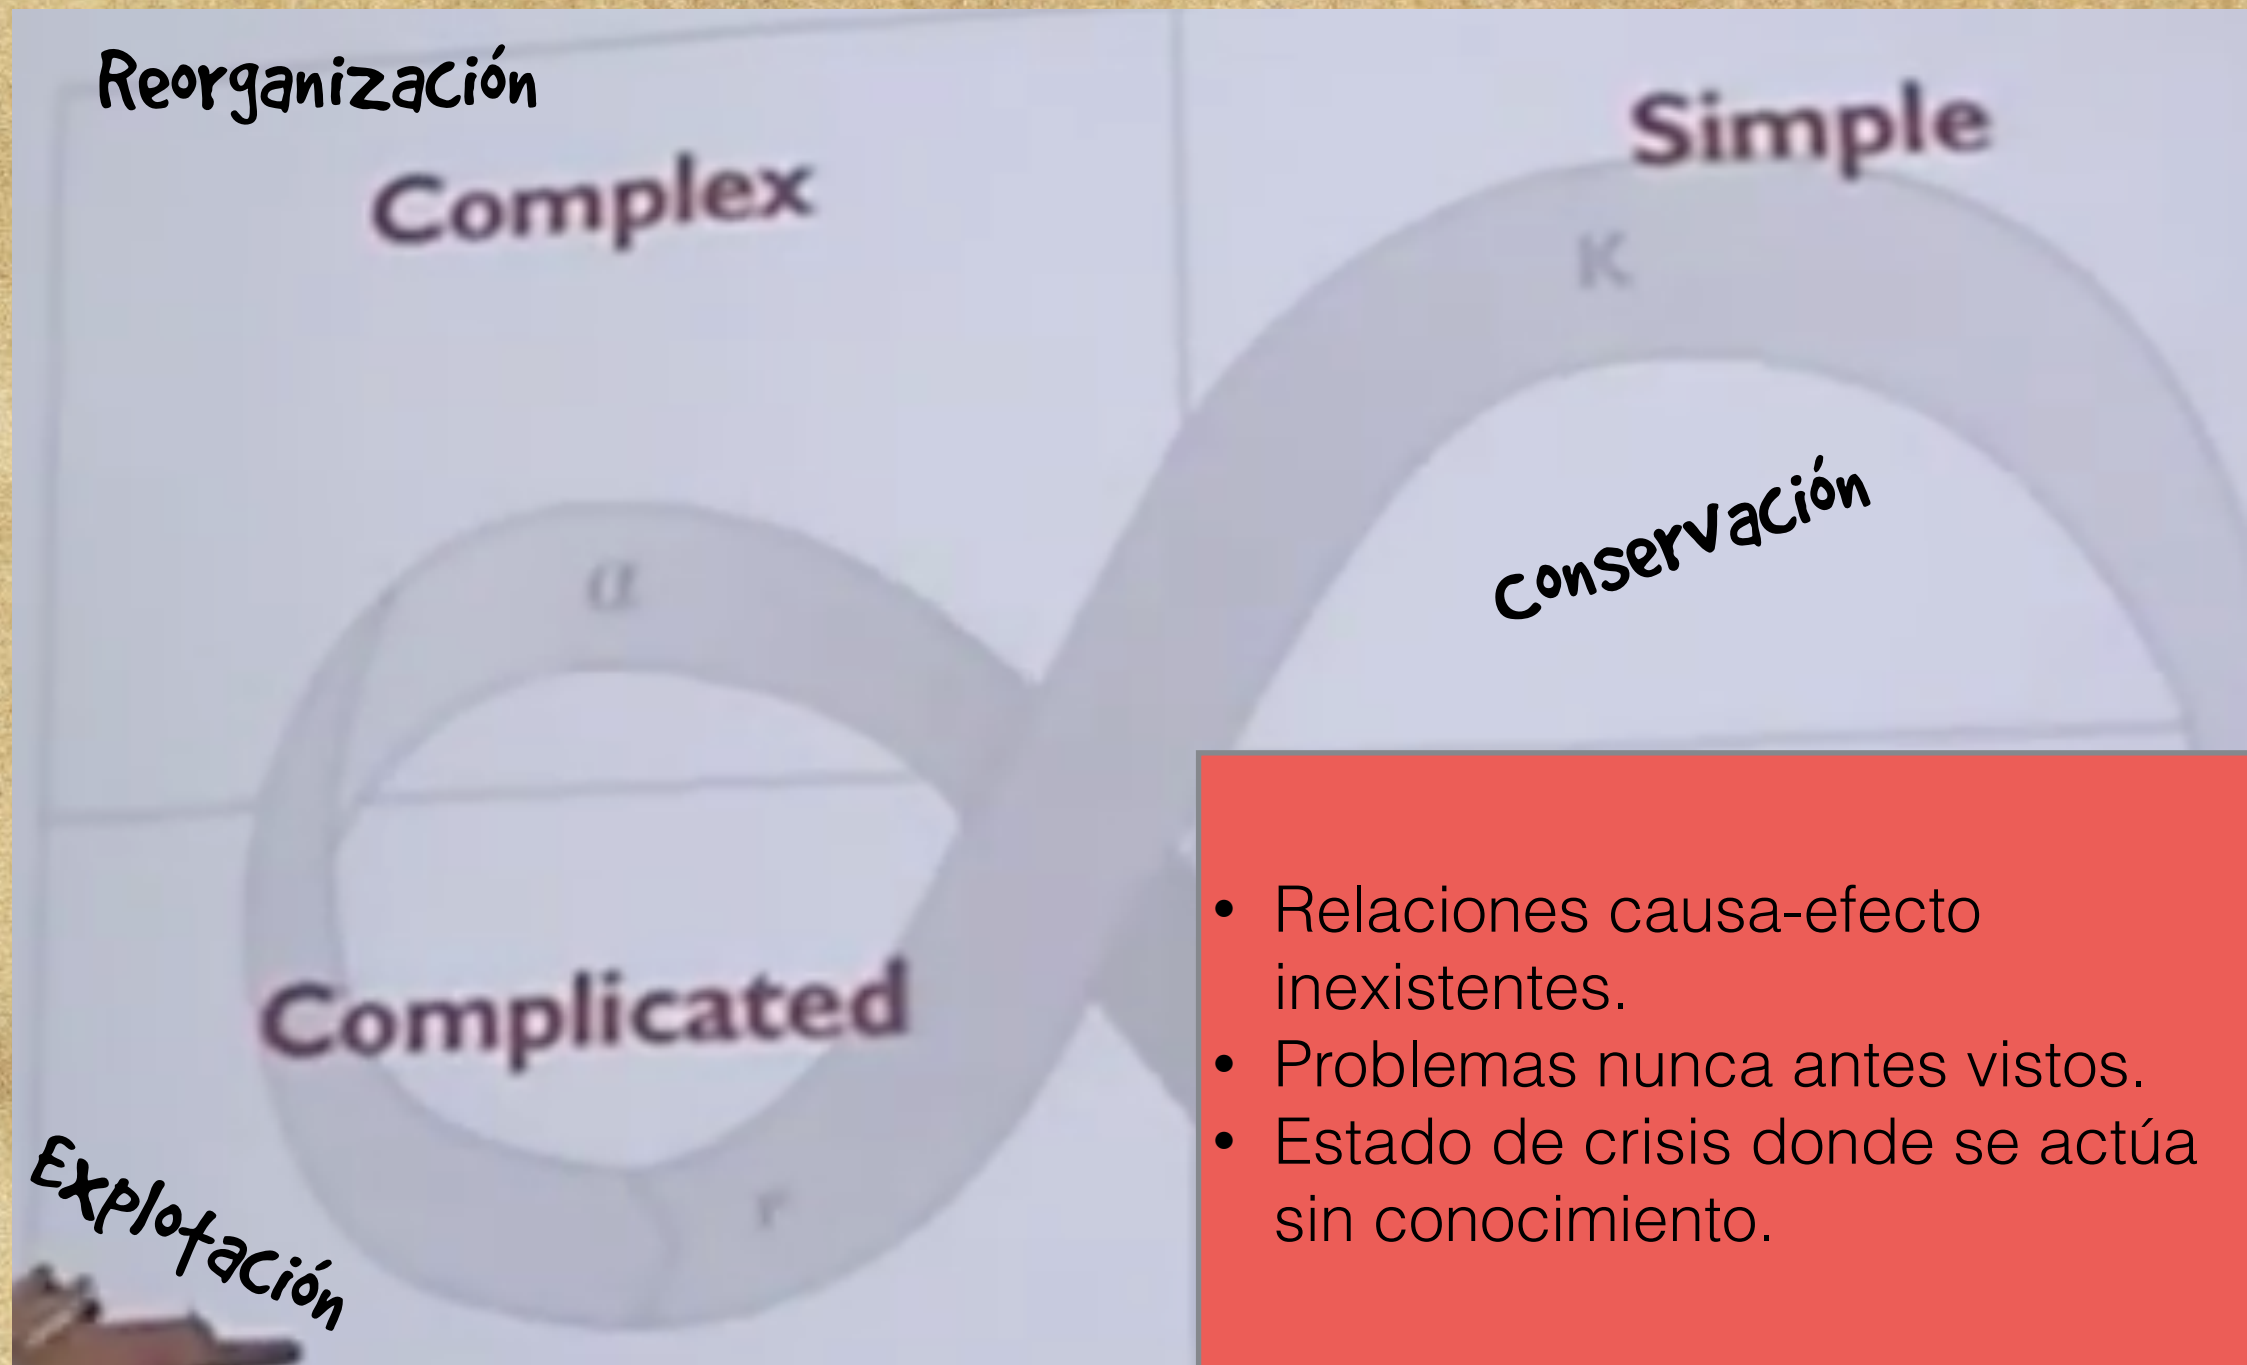 Reorganización
Complex
Simple
K
Conservación
α
Complicated
r
Explotación
• Relaciones causa-efecto
inexistentes.
• Problemas nunca antes vistos.
• Estado de crisis donde se actúa
sin conocimiento.